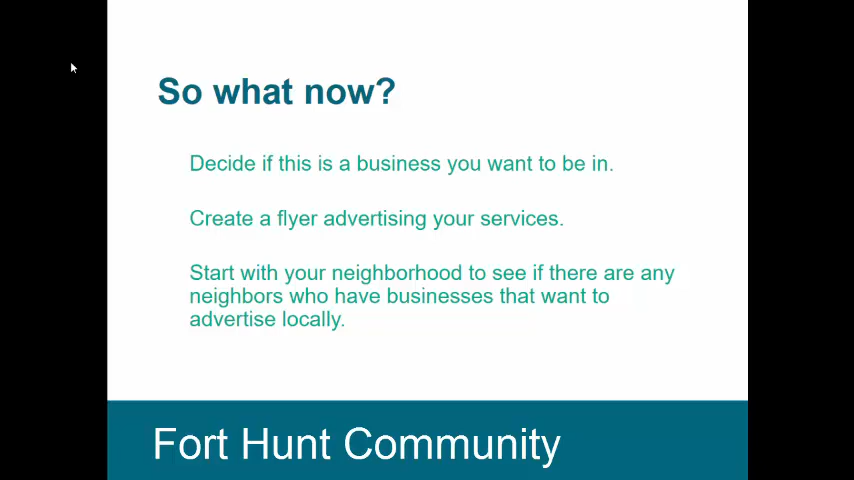 So what now?
Decide if this is a business you want to be in.
Create a flyer advertising your services.
Start with your neighborhood to see if there are any
neighbors who have businesses that want to
advertise locally.
Fort Hunt Community